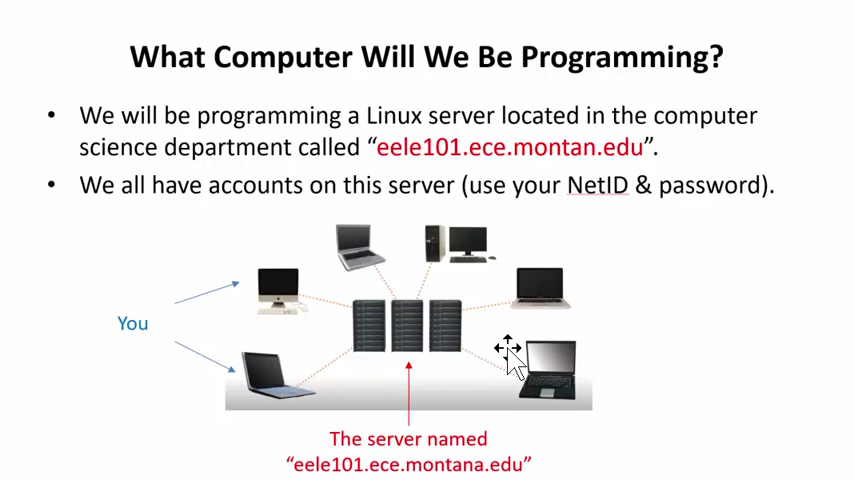 What Computer Will We Be Programming?
• We will be programming a Linux server located in the computer
science department called “eele101.ece.montan.edu”.
• We all have accounts on this server (use your NetID & password).
You
The server named
“eele101.ece.montana.edu”